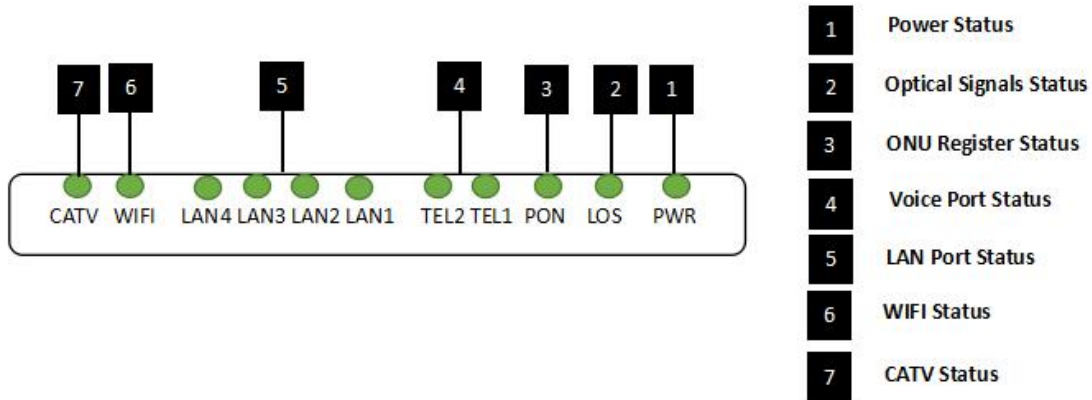 7 6 5 4 3 2 1
CATV WIFI LAN4 LAN3 LAN2 LAN1 TEL2 TEL1 PON LOS PWR
1 Power Status
2 Optical Signals Status
3 ONU Register Status
4 Voice Port Status
5 LAN Port Status
6 WIFI Status
7 CATV Status